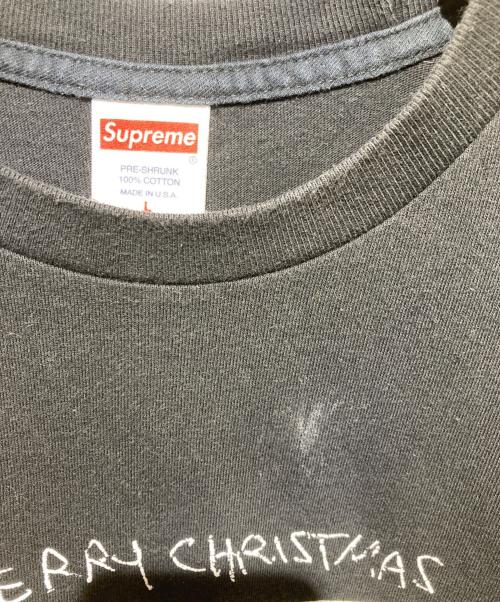 Supreme
©
PRE-SHRUNK
100% COTTON
MADE IN U.S.A.
L
ERRY CHRISTMAS